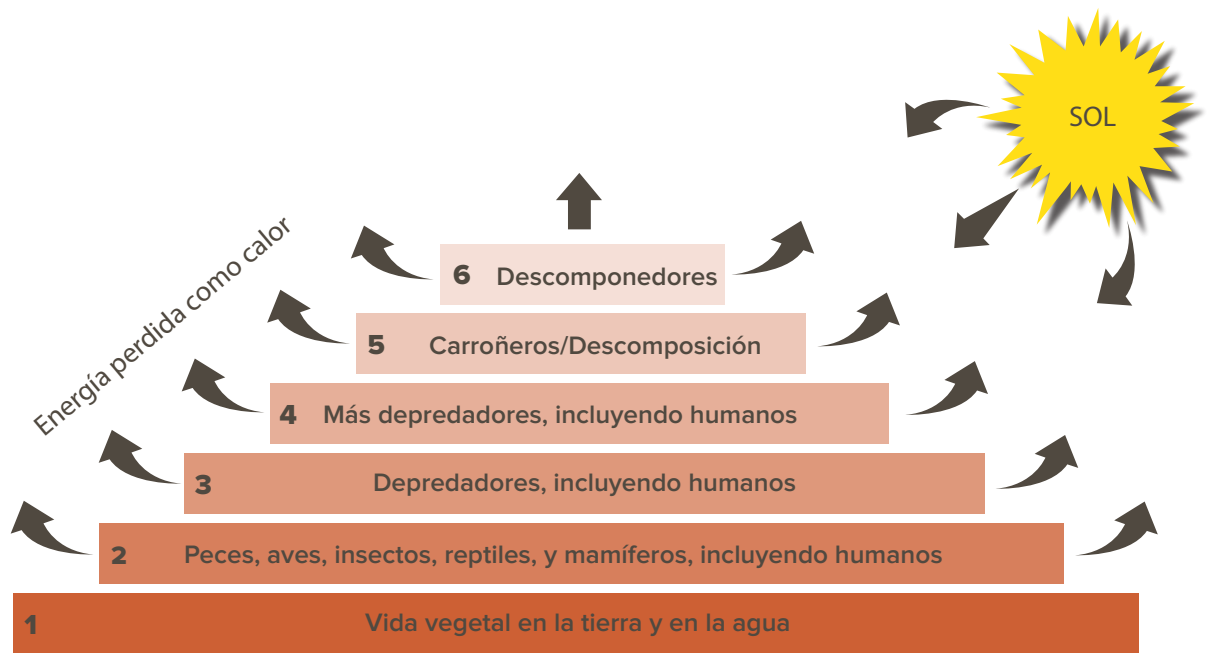 SOL
Energía perdida como calor
6 Descomponedores
5 Carroñeros/Descomposición
4 Más depredadores, incluyendo humanos
3 Depredadores, incluyendo humanos
2 Peces, aves, insectos, reptiles, y mamíferos, incluyendo humanos
1 Vida vegetal en la tierra y en la agua